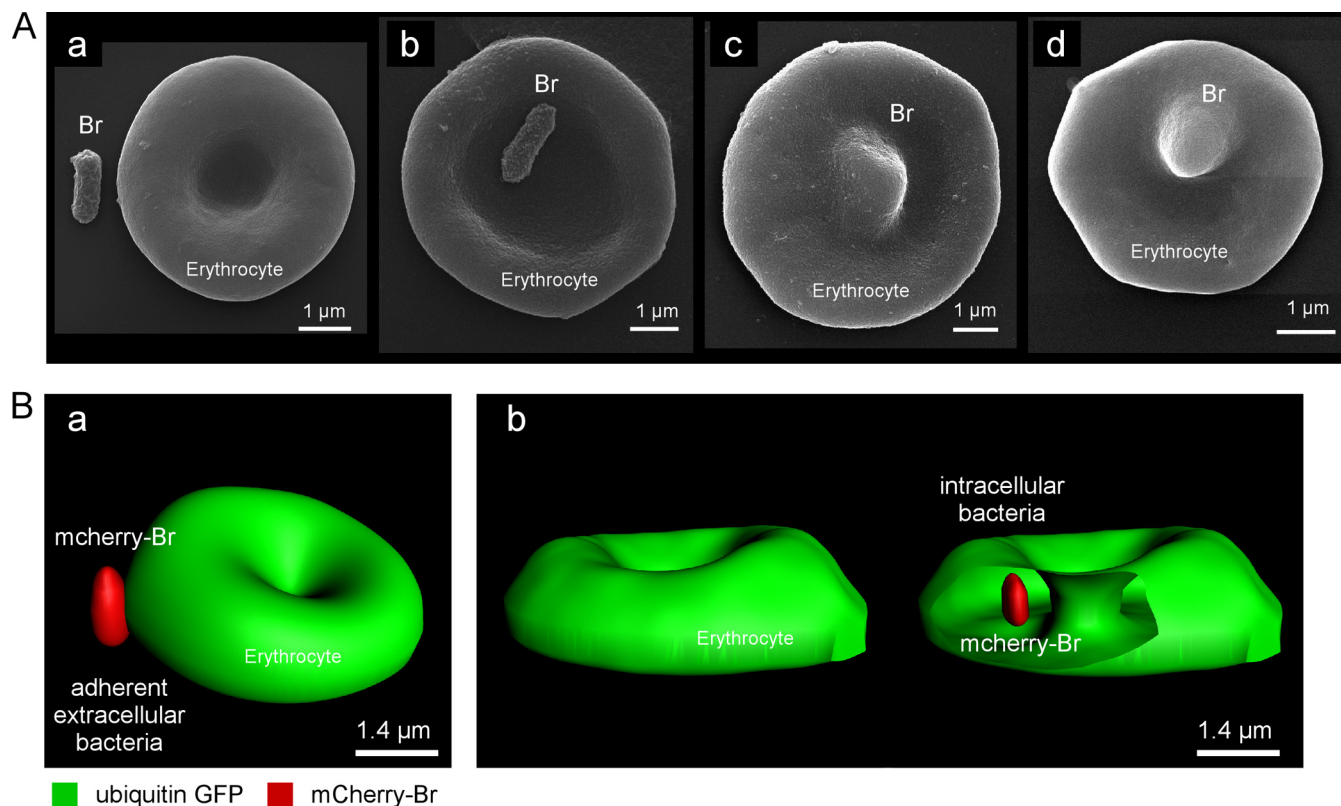 A
a
Br
Erythrocyte
1 µm
b
Br
Erythrocyte
1 µm
c
Br
Erythrocyte
1 µm
d
Br
Erythrocyte
1 µm
B
a
mcherry-Br
Erythrocyte
adherent
extracellular
bacteria
1.4 µm
b
Erythrocyte
intracellular
bacteria
mcherry-Br
1.4 µm
ubiquitin GFP
mCherry-Br